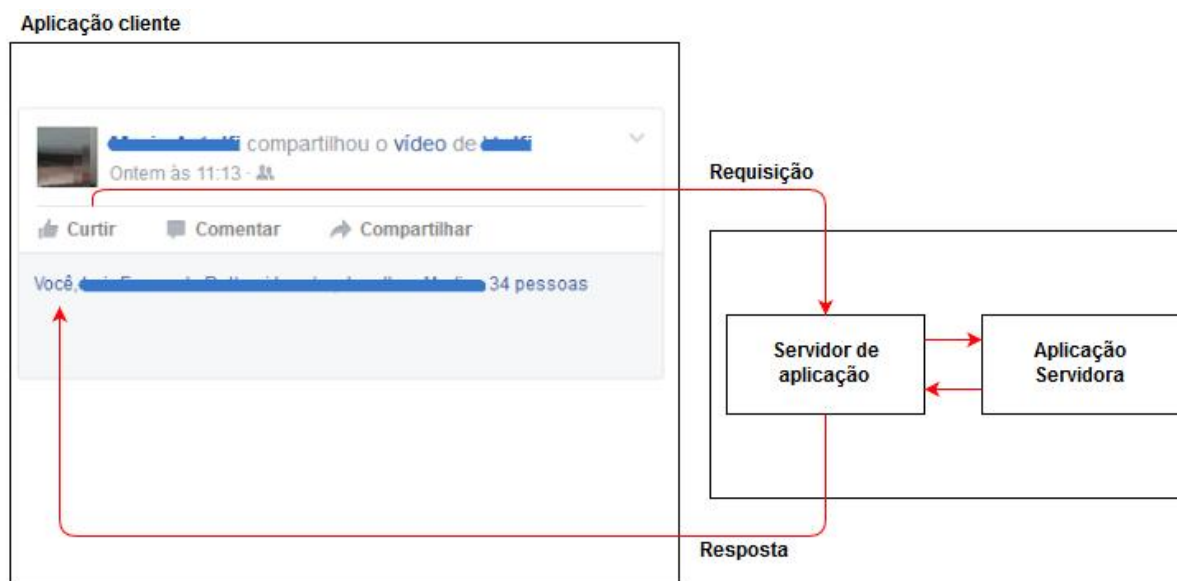 Aplicação cliente
compartilhou o vídeo de
Ontem às 11:13 ·
Curtir Comentar Compartilhar
Você, 34 pessoas
Requisição
Servidor de
aplicação
Aplicação
Servidora
Resposta